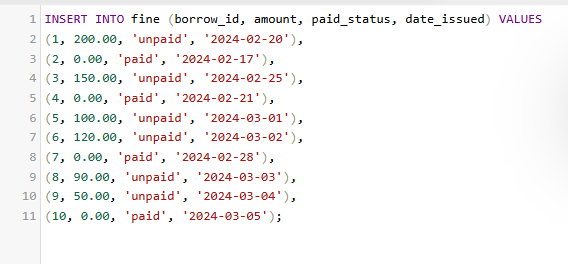 1 INSERT INTO fine (borrow_id, amount, paid_status, date_issued) VALUES
2 (1, 200.00, 'unpaid', '2024-02-20'),
3 (2, 0.00, 'paid', '2024-02-17'),
4 (3, 150.00, 'unpaid', '2024-02-25'),
5 (4, 0.00, 'paid', '2024-02-21'),
6 (5, 100.00, 'unpaid', '2024-03-01'),
7 (6, 120.00, 'unpaid', '2024-03-02'),
8 (7, 0.00, 'paid', '2024-02-28'),
9 (8, 90.00, 'unpaid', '2024-03-03'),
10 (9, 50.00, 'unpaid', '2024-03-04'),
11 (10, 0.00, 'paid', '2024-03-05');